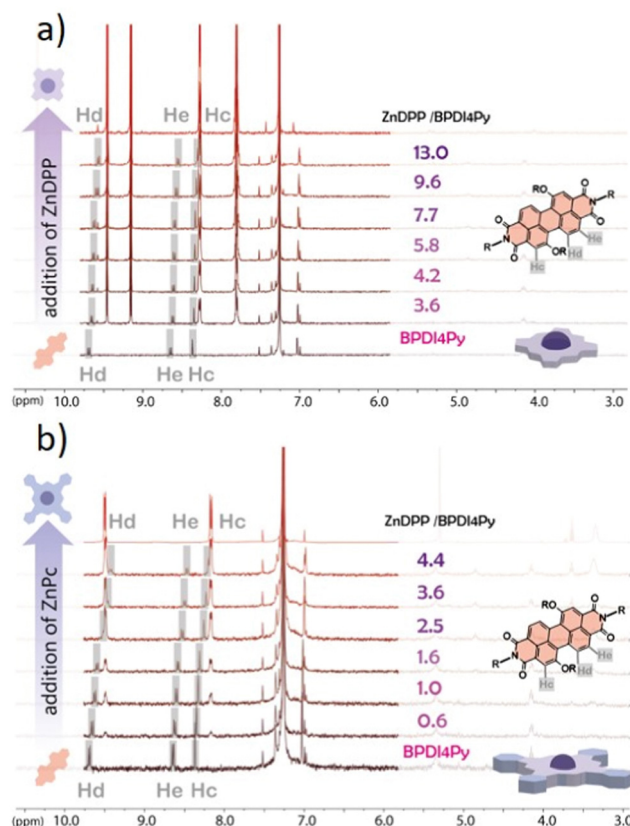 a)
Hd He Hc
ZnDPP /BPDI4Py
13.0
9.6
7.7
5.8
4.2
3.6
BPDI4Py
addition of ZnDPP
RO
O
N-R
O
He
Hd
O
R-N
OR
O
Hc
Hd He Hc
(ppm) 10.0 9.0 8.0 7.0 6.0 5.0 4.0 3.0
b)
Hd He Hc
ZnDPP /BPDI4Py
4.4
3.6
2.5
1.6
1.0
0.6
BPDI4Py
addition of ZnPc
RO
O
N-R
O
He
Hd
O
R-N
OR
O
Hc
Hd He Hc
(ppm) 10.0 9.0 8.0 7.0 6.0 5.0 4.0 3.0